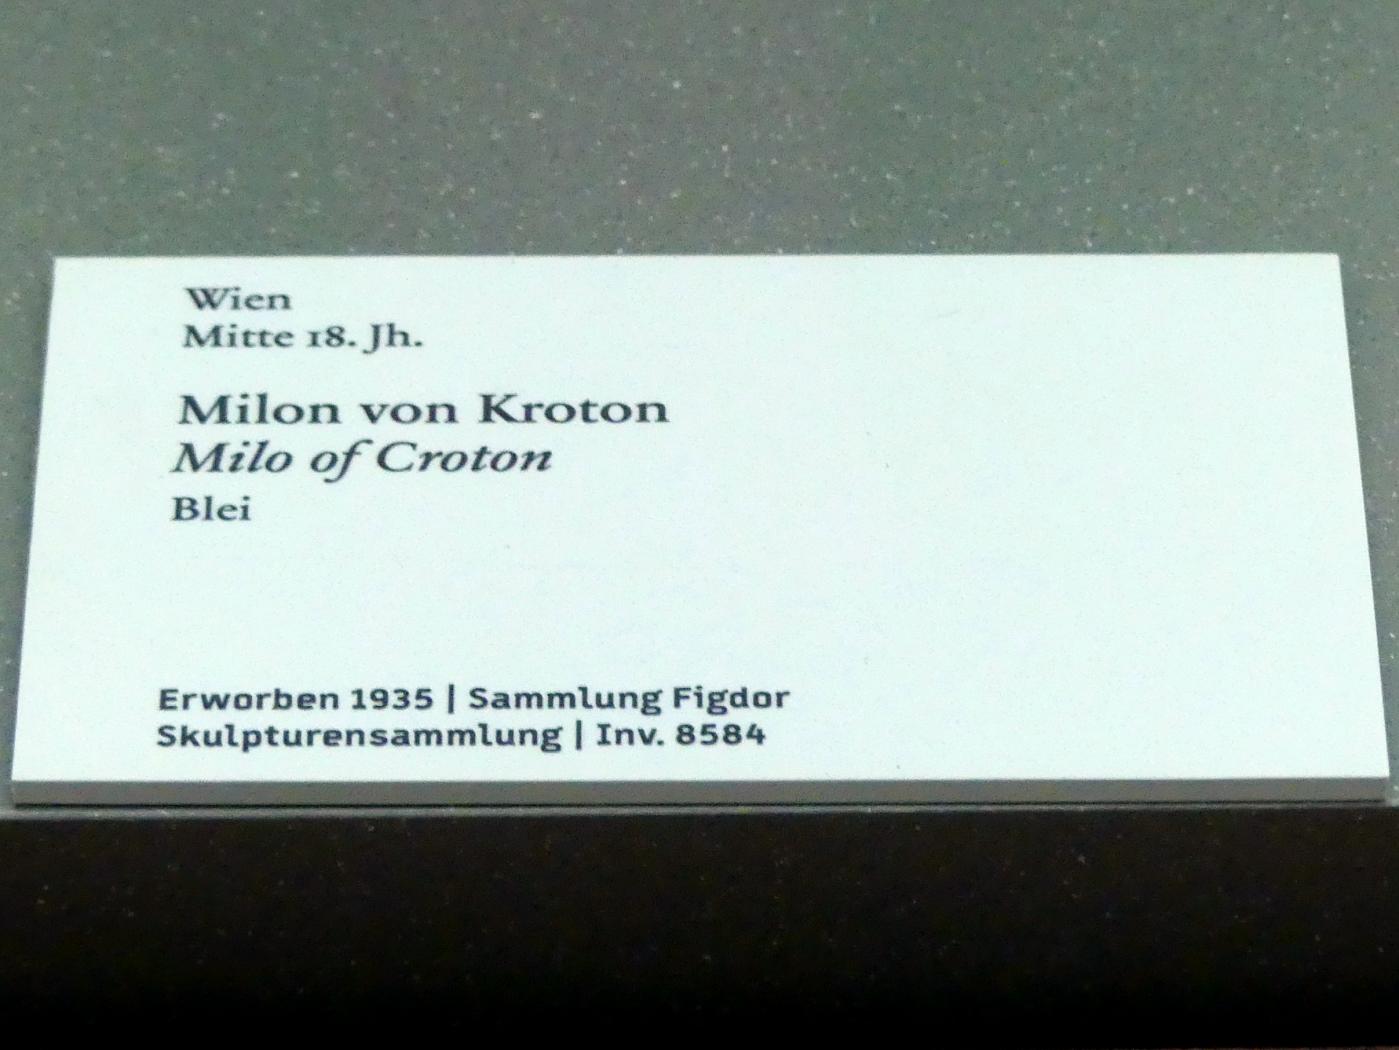 Wien
Mitte 18. Jh.
Milon von Kroton
Milo of Croton
Blei
Erworben 1935 | Sammlung Figdor
Skulpturensammlung | Inv. 8584